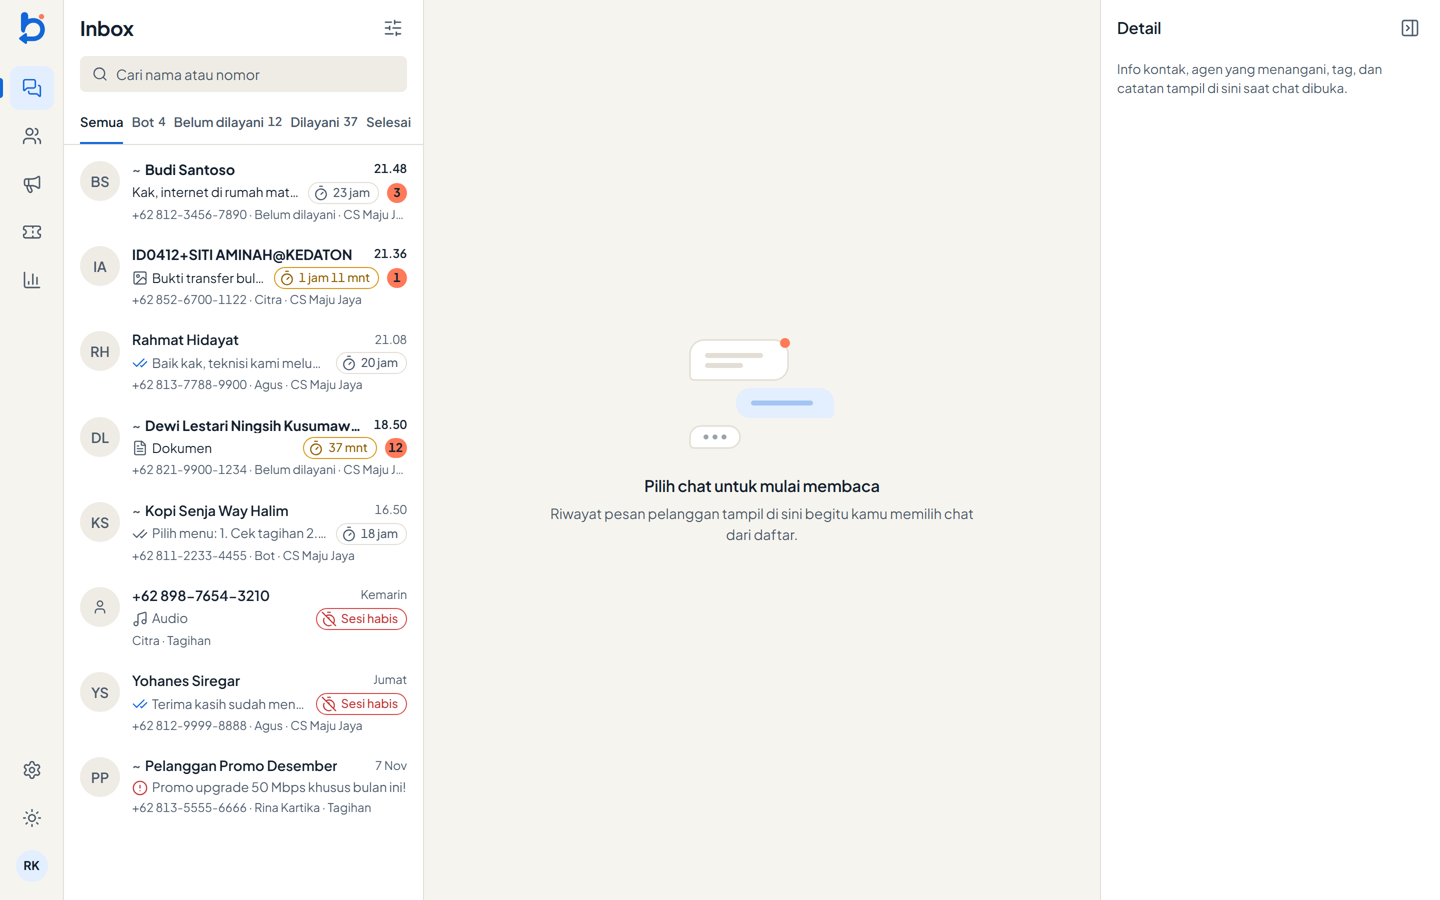 Inbox
Cari nama atau nomor
Semua Bot 4 Belum dilayani 12 Dilayani 37 Selesai
BS
~ Budi Santoso 21.48
Kak, internet di rumah mat... 23 jam 3
+62 812-3456-7890 · Belum dilayani · CS Maju J...
IA
ID0412+SITI AMINAH@KEDATON 21.36
Bukti transfer bul... 1 jam 11 mnt 1
+62 852-6700-1122 · Citra · CS Maju Jaya
RH
Rahmat Hidayat 21.08
Baik kak, teknisi kami melu... 20 jam
+62 813-7788-9900 · Agus · CS Maju Jaya
DL
~ Dewi Lestari Ningsih Kusumaw... 18.50
Dokumen 37 mnt 12
+62 821-9900-1234 · Belum dilayani · CS Maju J...
KS
~ Kopi Senja Way Halim 16.50
Pilih menu: 1. Cek tagihan 2.... 18 jam
+62 811-2233-4455 · Bot · CS Maju Jaya
+62 898-7654-3210 Kemarin
Audio Sesi habis
Citra · Tagihan
YS
Yohanes Siregar Jumat
Terima kasih sudah men... Sesi habis
+62 812-9999-8888 · Agus · CS Maju Jaya
PP
~ Pelanggan Promo Desember 7 Nov
Promo upgrade 50 Mbps khusus bulan ini!
+62 813-5555-6666 · Rina Kartika · Tagihan
RK
Pilih chat untuk mulai membaca
Riwayat pesan pelanggan tampil di sini begitu kamu memilih chat
dari daftar.
Detail
Info kontak, agen yang menangani, tag, dan
catatan tampil di sini saat chat dibuka.